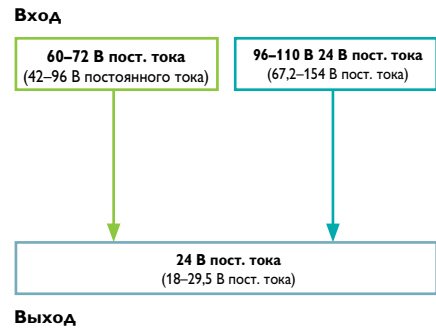 Вход
60–72 В пост. тока
(42–96 В постоянного тока)
96–110 В 24 В пост. тока
(67,2–154 В пост. тока)
24 В пост. тока
(18–29,5 В пост. тока)
Выход